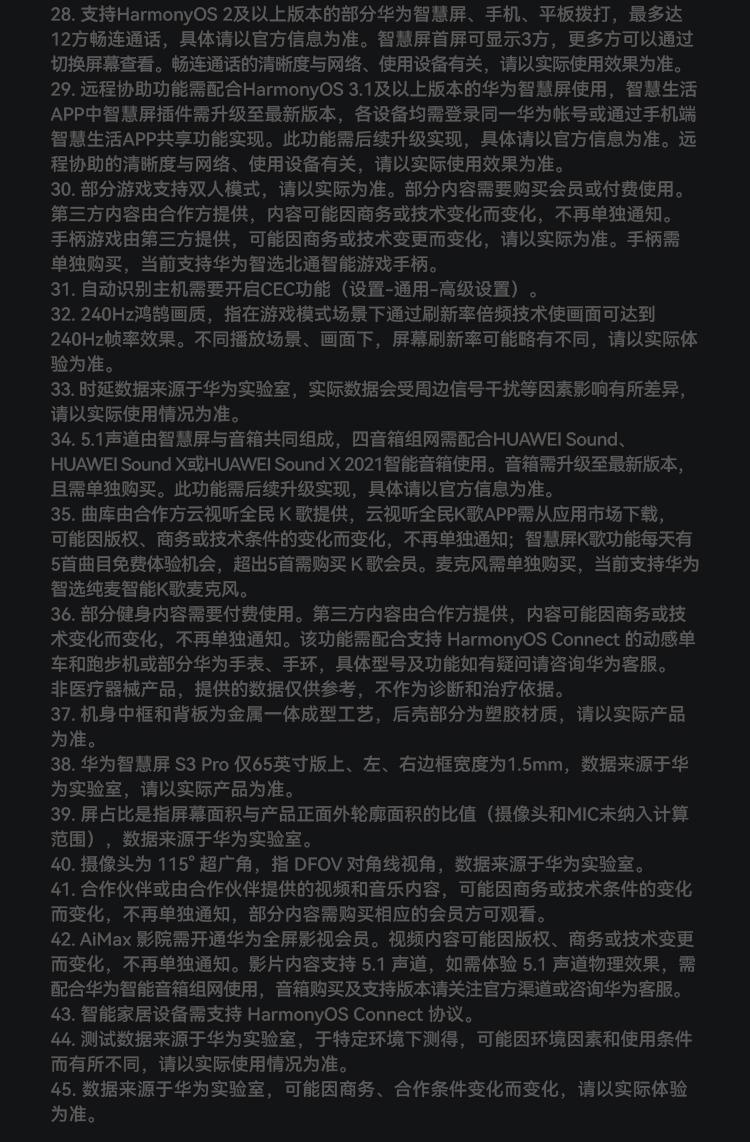 28. 支持HarmonyOS 2及以上版本的部分华为智慧屏、手机、平板拨打，最多达
12方畅连通话，具体请以官方信息为准。智慧屏首屏可显示3方，更多方可以通过
切换屏幕查看。畅连通话的清晰度与网络、使用设备有关，请以实际使用效果为准。
29. 远程协助功能需配合HarmonyOS 3.1及以上版本的华为智慧屏使用，智慧生活
APP中智慧屏插件需升级至最新版本，各设备均需登录同一华为帐号或通过手机端
智慧生活APP共享功能实现。此功能需后续升级实现，具体请以官方信息为准。远
程协助的清晰度与网络、使用设备有关，请以实际使用效果为准。
30. 部分游戏支持双人模式，请以实际为准。部分内容需要购买会员或付费使用。
第三方内容由合作方提供，内容可能因商务或技术变化而变化，不再单独通知。
手柄游戏由第三方提供，可能因商务或技术变更而变化，请以实际为准。手柄需
单独购买，当前支持华为智选北通智能游戏手柄。
31. 自动识别主机需要开启CEC功能（设置-通用-高级设置）。
32. 240Hz鸿鹄画质，指在游戏模式场景下通过刷新率倍频技术使画面可达到
240Hz帧率效果。不同播放场景、画面下，屏幕刷新率可能略有不同，请以实际体
验为准。
33. 时延数据来源于华为实验室，实际数据会受周边信号干扰等因素影响有所差异，
请以实际使用情况为准。
34. 5.1声道由智慧屏与音箱共同组成，四音箱组网需配合HUAWEI Sound、
HUAWEI Sound X或HUAWEI Sound X 2021智能音箱使用。音箱需升级至最新版本，
且需单独购买。此功能需后续升级实现，具体请以官方信息为准。
35. 曲库由合作方云视听全民 K 歌提供，云视听全民K歌APP需从应用市场下载，
可能因版权、商务或技术条件的变化而变化，不再单独通知；智慧屏K歌功能每天有
5首曲目免费体验机会，超出5首需购买 K 歌会员。麦克风需单独购买，当前支持华为
智选纯麦智能K歌麦克风。
36. 部分健身内容需要付费使用。第三方内容由合作方提供，内容可能因商务或技
术变化而变化，不再单独通知。该功能需配合支持 HarmonyOS Connect 的动感单
车和跑步机或部分华为手表、手环，具体型号及功能如有疑问请咨询华为客服。
非医疗器械产品，提供的数据仅供参考，不作为诊断和治疗依据。
37. 机身中框和背板为金属一体成型工艺，后壳部分为塑胶材质，请以实际产品
为准。
38. 华为智慧屏 S3 Pro 仅65英寸版上、左、右边框宽度为1.5mm，数据来源于华
为实验室，请以实际产品为准。
39. 屏占比是指屏幕面积与产品正面外轮廓面积的比值（摄像头和MIC未纳入计算
范围），数据来源于华为实验室。
40. 摄像头为 115° 超广角，指 DFOV 对角线视角，数据来源于华为实验室。
41. 合作伙伴或由合作伙伴提供的视频和音乐内容，可能因商务或技术条件的变化
而变化，不再单独通知，部分内容需购买相应的会员方可观看。
42. AiMax 影院需开通华为全屏影视会员。视频内容可能因版权、商务或技术变更
而变化，不再单独通知。影片内容支持 5.1 声道，如需体验 5.1 声道物理效果，需
配合华为智能音箱组网使用，音箱购买及支持版本请关注官方渠道或咨询华为客服。
43. 智能家居设备需支持 HarmonyOS Connect 协议。
44. 测试数据来源于华为实验室，于特定环境下测得，可能因环境因素和使用条件
而有所不同，请以实际使用情况为准。
45. 数据来源于华为实验室，可能因商务、合作条件变化而变化，请以实际体验
为准。